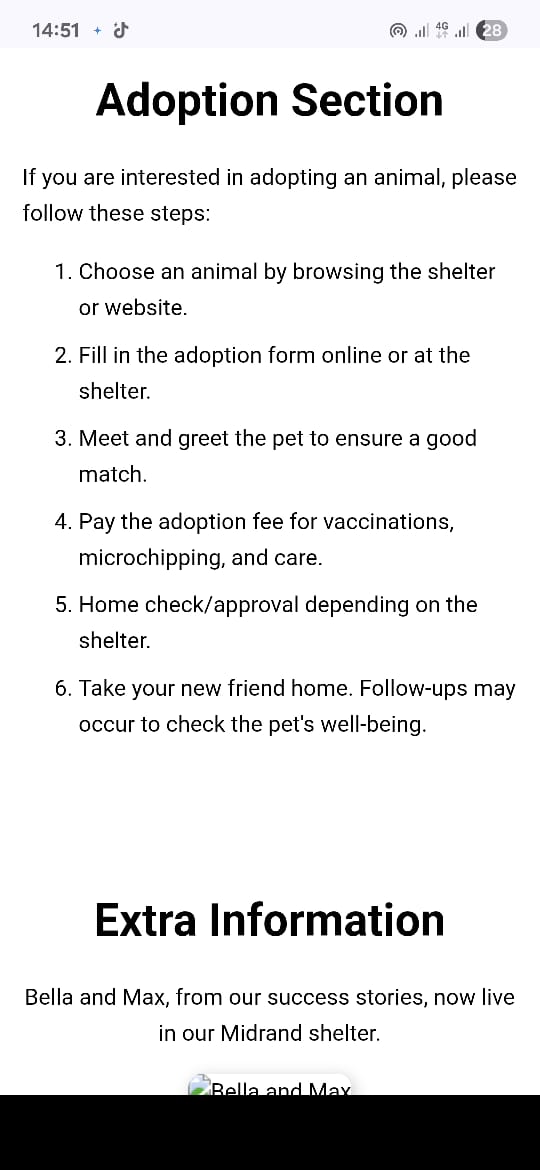 14:51
4G
28
Adoption Section
If you are interested in adopting an animal, please
follow these steps:
1. Choose an animal by browsing the shelter
or website.
2. Fill in the adoption form online or at the
shelter.
3. Meet and greet the pet to ensure a good
match.
4. Pay the adoption fee for vaccinations,
microchipping, and care.
5. Home check/approval depending on the
shelter.
6. Take your new friend home. Follow-ups may
occur to check the pet's well-being.
Extra Information
Bella and Max, from our success stories, now live
in our Midrand shelter.
Bella and Max